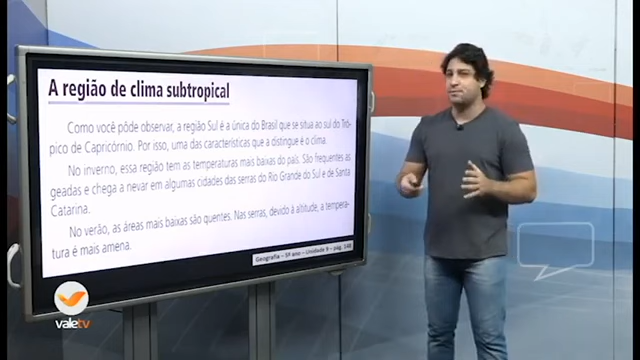 A região de clima subtropical
Como você pôde observar, a região Sul é a única do Brasil que se situa ao sul do Tró-
pico de Capricórnio. Por isso, uma das características que a distingue é o clima.
No inverno, essa região tem as temperaturas mais baixas do país. São frequentes as
geadas e chega a nevar em algumas cidades das serras do Rio Grande do Sul e de Santa
Catarina.
No verão, as áreas mais baixas são quentes. Nas serras, devido à altitude, a tempera-
tura é mais amena.
Geografia – 5º ano – Unidade 9 – pág. 146
valetv